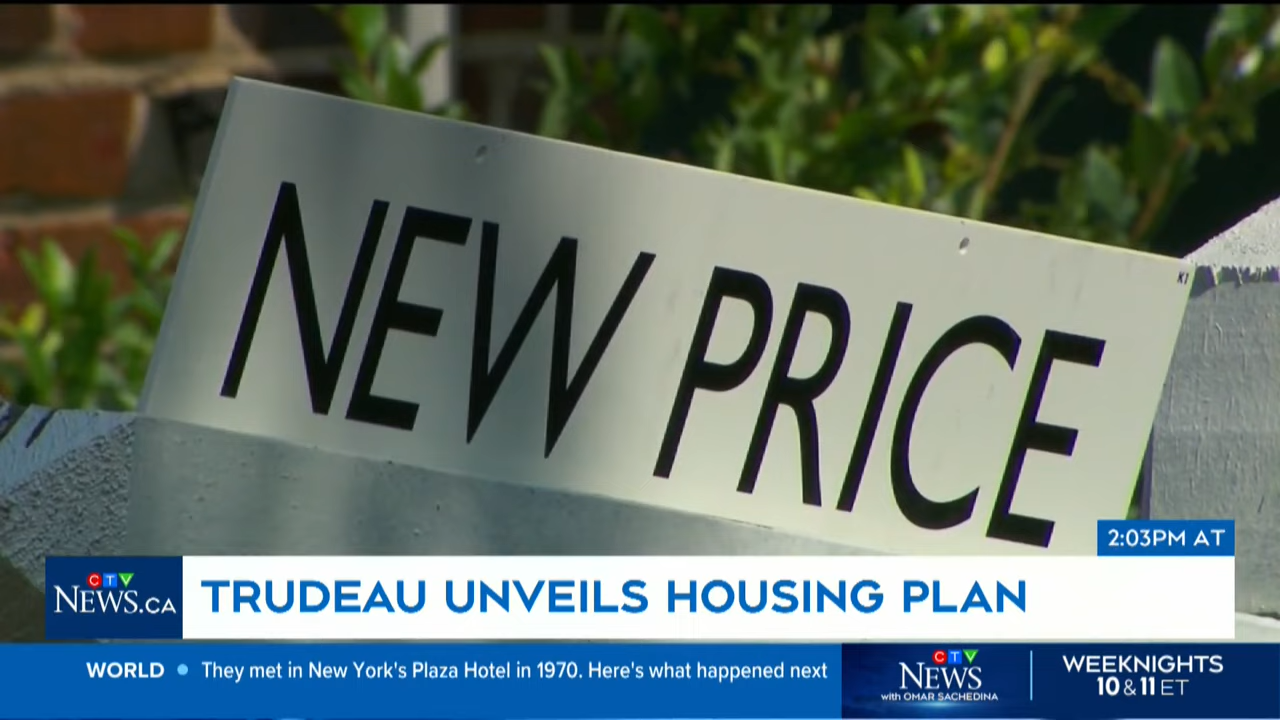 NEW PRICE
K1
2:03PM AT
CTV
NEWS.CA
TRUDEAU UNVEILS HOUSING PLAN
WORLD • They met in New York's Plaza Hotel in 1970. Here's what happened next
CTV
NEWS
with OMAR SACHEDINA
WEEKNIGHTS
10 & 11 ET